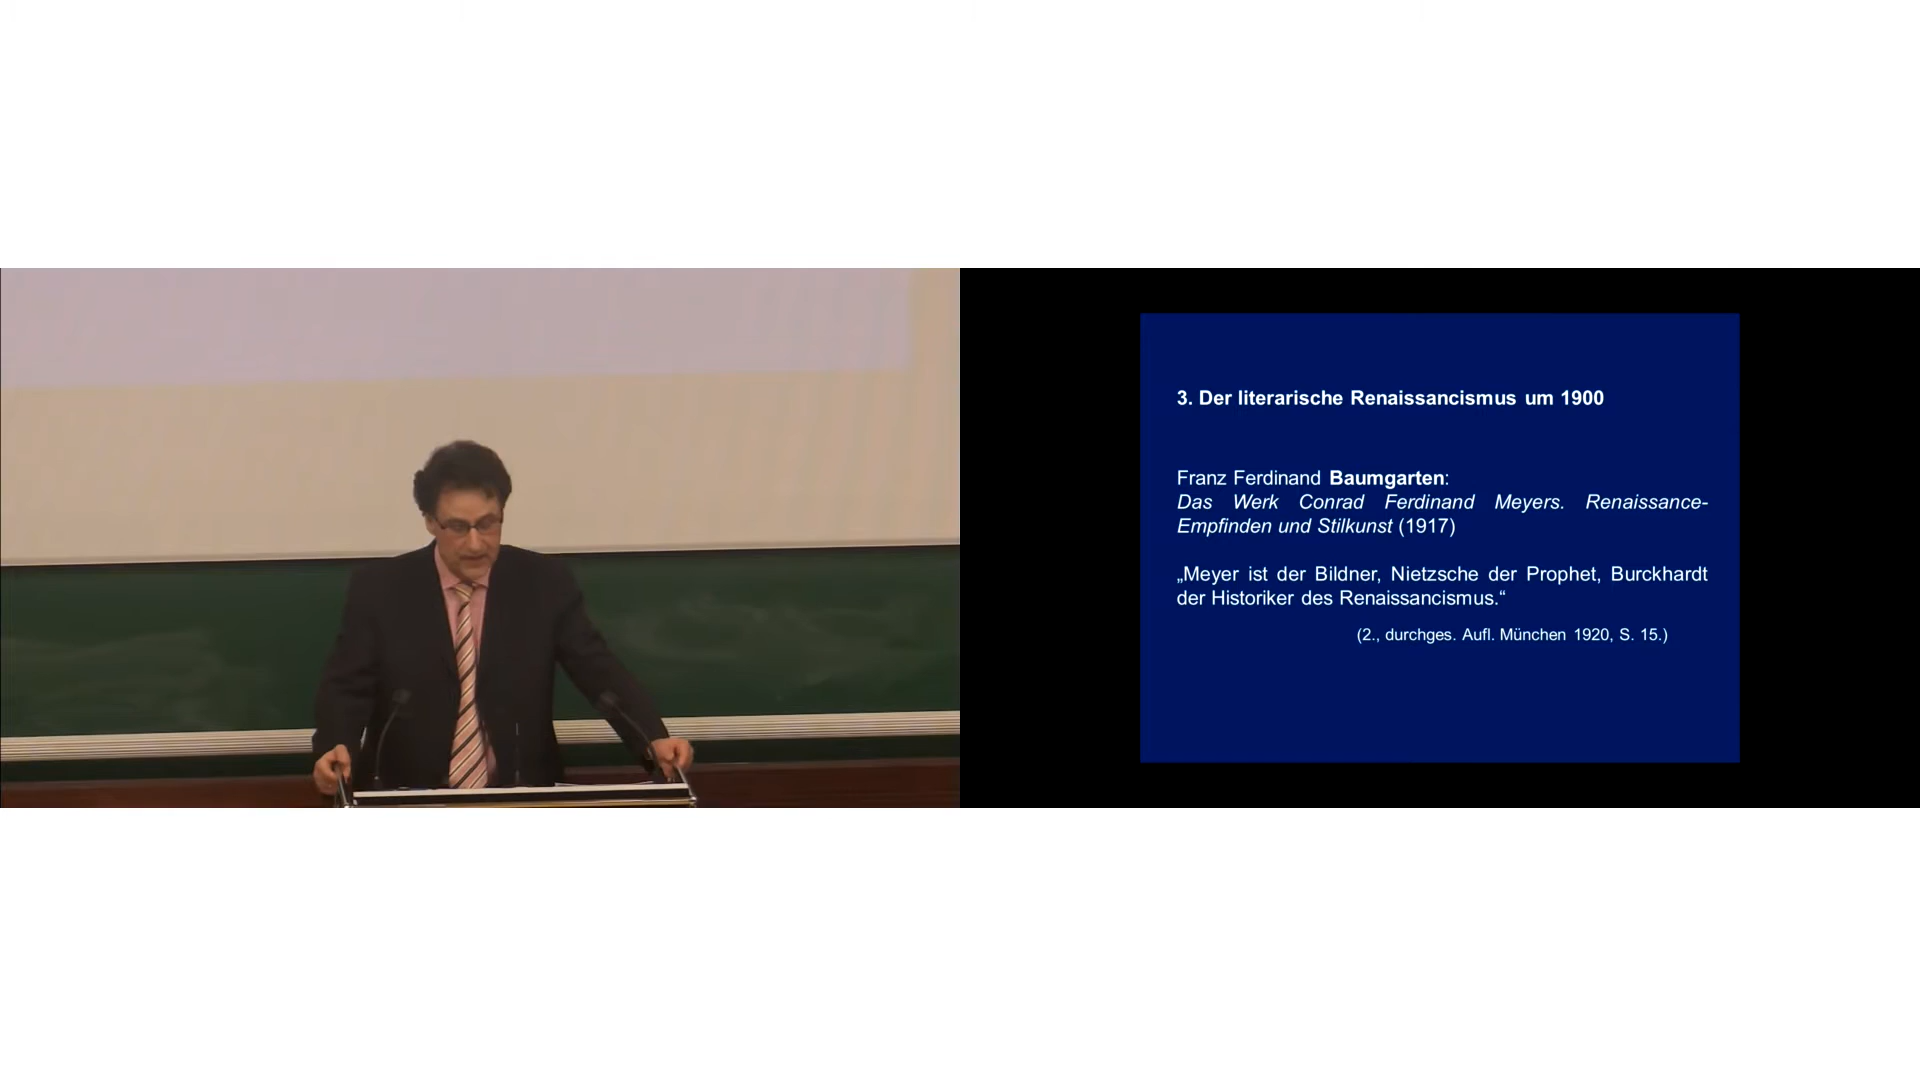 3. Der literarische Renaissancismus um 1900
Franz Ferdinand Baumgarten:
Das Werk Conrad Ferdinand Meyers. Renaissance-
Empfinden und Stilkunst (1917)
„Meyer ist der Bildner, Nietzsche der Prophet, Burckhardt
der Historiker des Renaissancismus.“
(2., durchges. Aufl. München 1920, S. 15.)